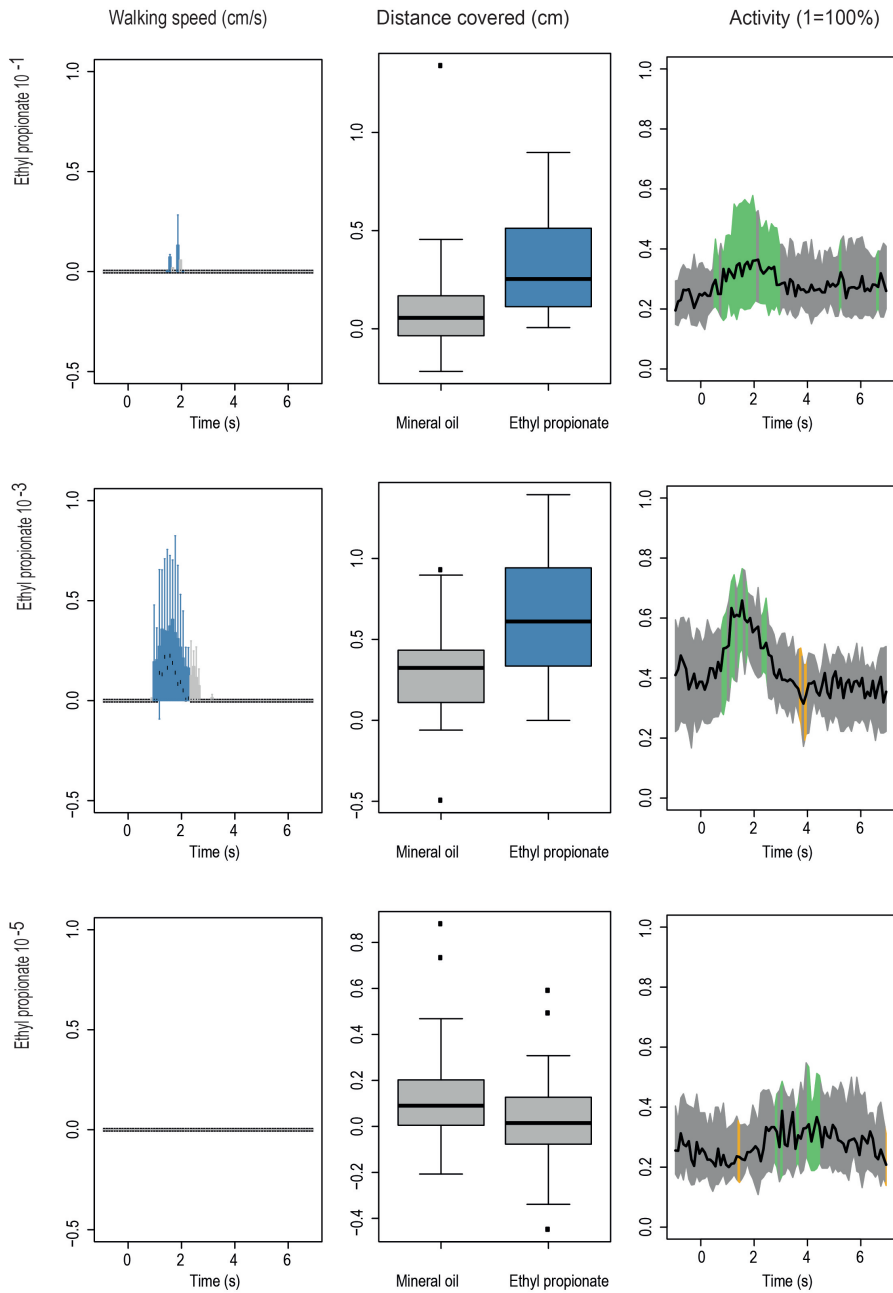 Walking speed (cm/s) Distance covered (cm) Activity (1=100%)
Ethyl propionate 10 -1
1.0
0.5
0.0
−0.5
0 2 4 6
Time (s)
1.0
0.5
0.0
Mineral oil Ethyl propionate
1.0
0.8
0.6
0.4
0.2
0.0
0 2 4 6
Time (s)
Ethyl propionate 10 -3
1.0
0.5
0.0
−0.5
0 2 4 6
Time (s)
1.0
0.5
0.0
−0.5
Mineral oil Ethyl propionate
1.0
0.8
0.6
0.4
0.2
0.0
0 2 4 6
Time (s)
Ethyl propionate 10 -5
1.0
0.5
0.0
−0.5
0 2 4 6
Time (s)
0.8
0.6
0.4
0.2
0.0
−0.2
−0.4
Mineral oil Ethyl propionate
1.0
0.8
0.6
0.4
0.2
0.0
0 2 4 6
Time (s)